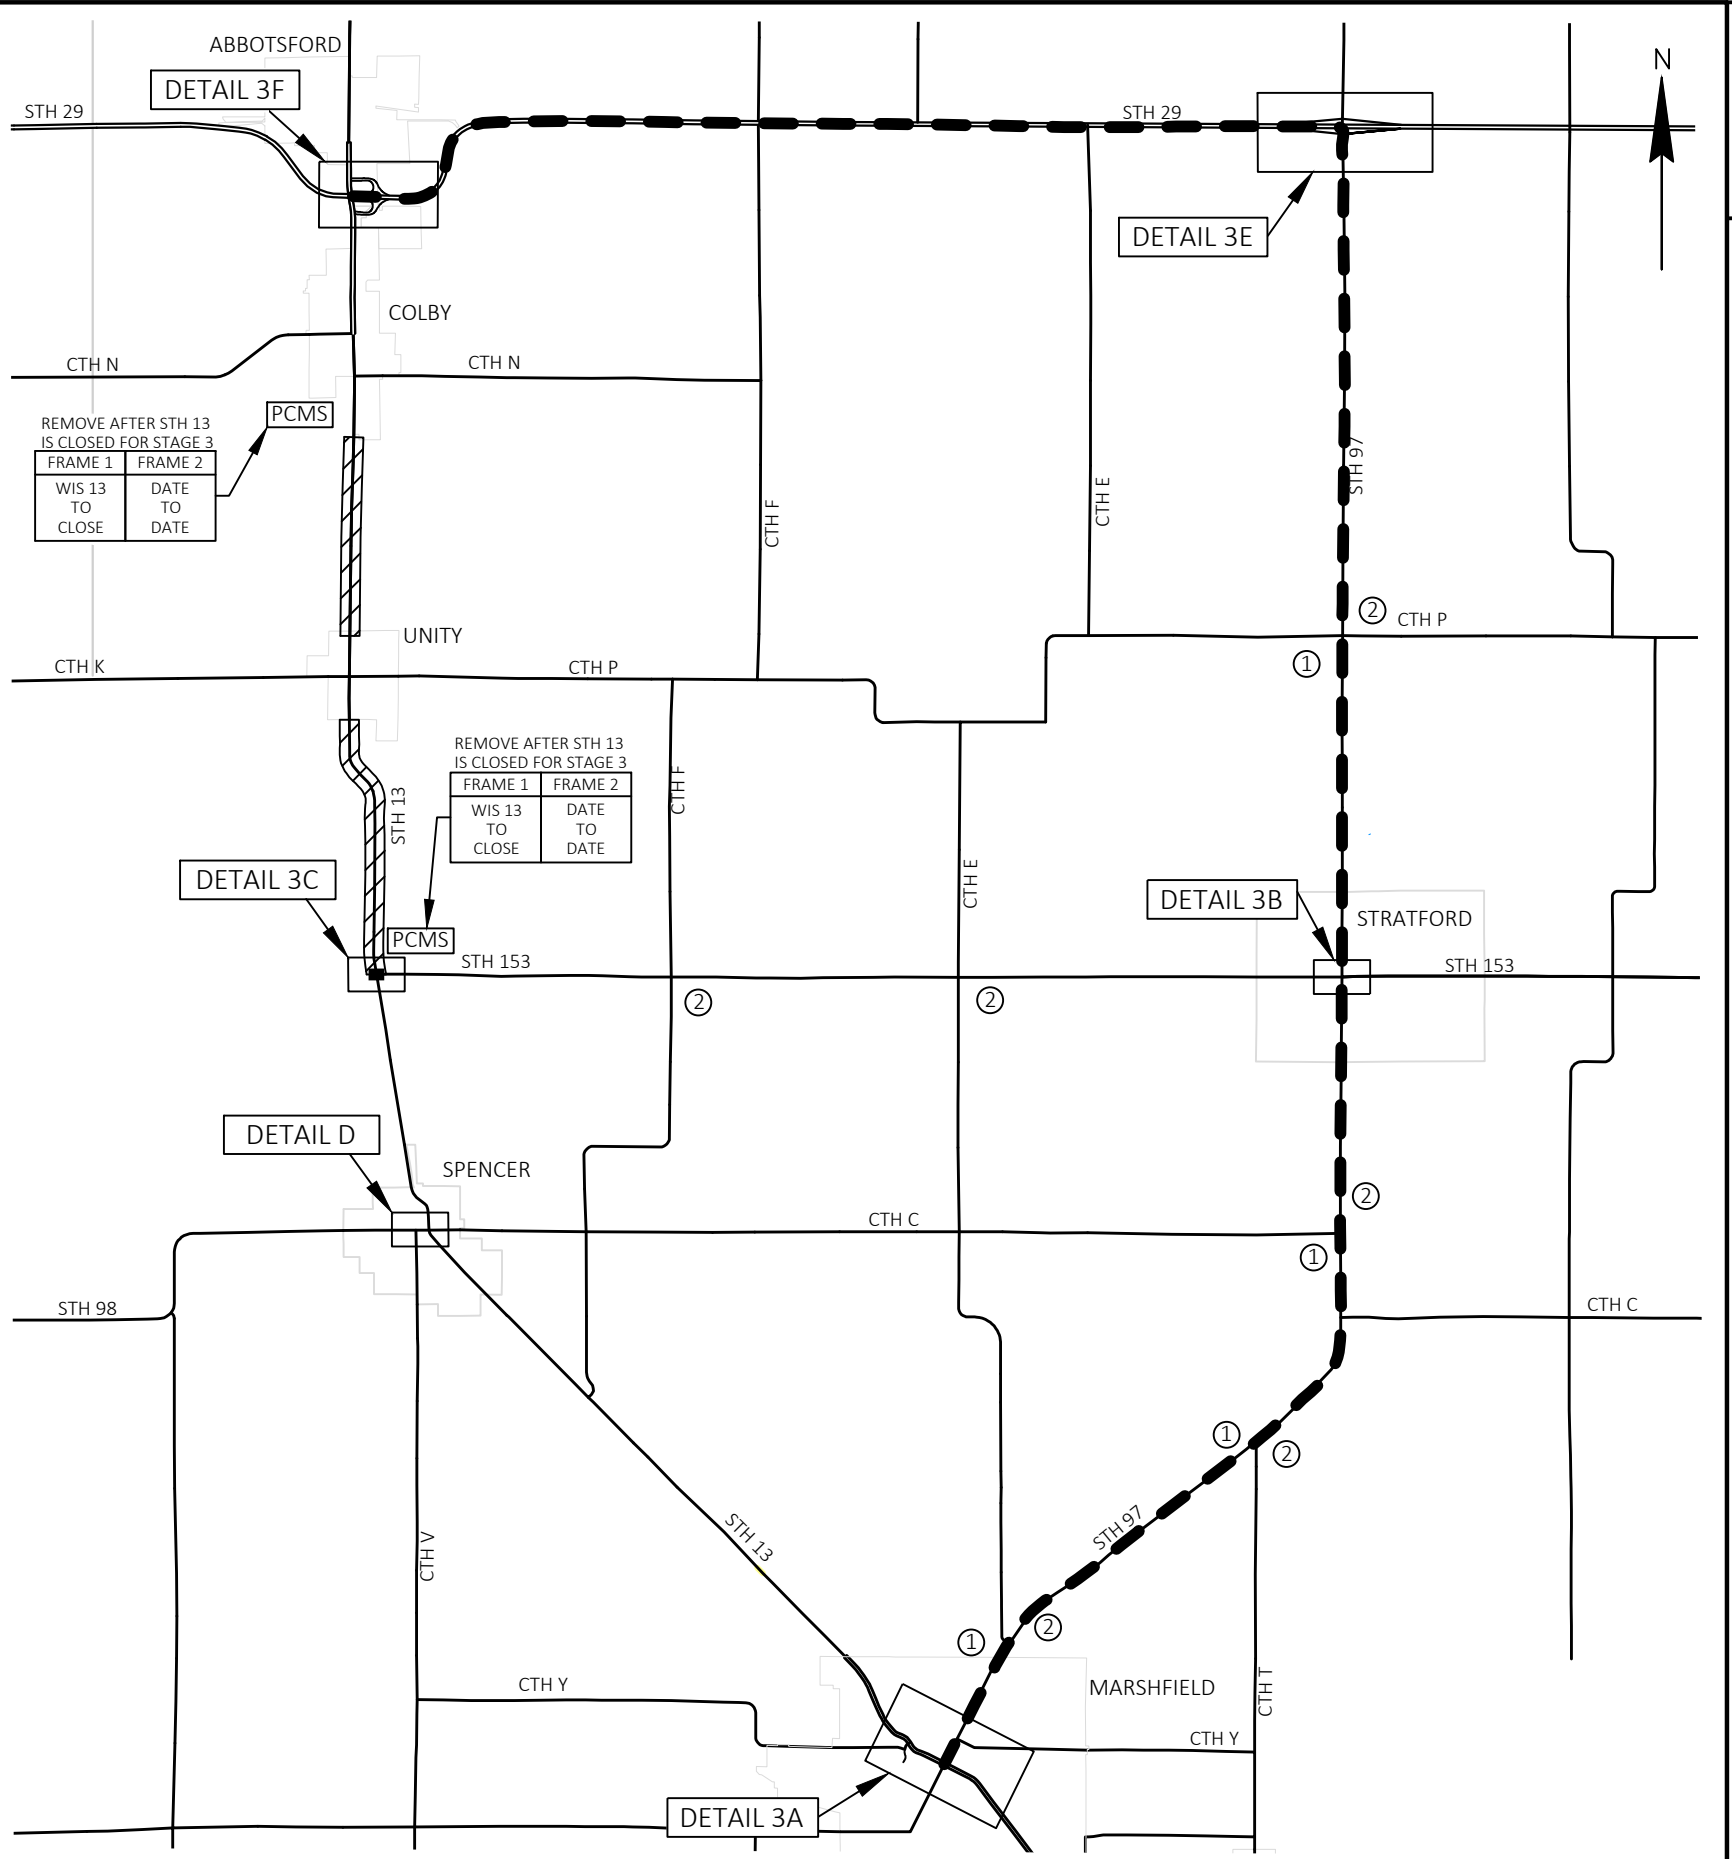 ABBOTSFORD
N
DETAIL 3F
STH 29
STH 29
DETAIL 3E
COLBY
CTH N
CTH N
PCMS
REMOVE AFTER STH 13
IS CLOSED FOR STAGE 3
FRAME 1 FRAME 2
WIS 13 DATE
TO TO
CLOSE DATE
STH 97
CTH E
CTH F
2
CTH P
UNITY
1
CTH K
CTH P
REMOVE AFTER STH 13
IS CLOSED FOR STAGE 3
FRAME 1 FRAME 2
WIS 13 DATE
TO TO
CLOSE DATE
CTH F
STH 13
DETAIL 3C
CTH E
DETAIL 3B
STRATFORD
PCMS
STH 153
STH 153
2
2
DETAIL D
SPENCER
2
CTH C
1
STH 98
CTH C
1
2
STH 97
STH 13
CTH V
2
1
CTH Y
MARSHFIELD
CTH T
CTH Y
DETAIL 3A